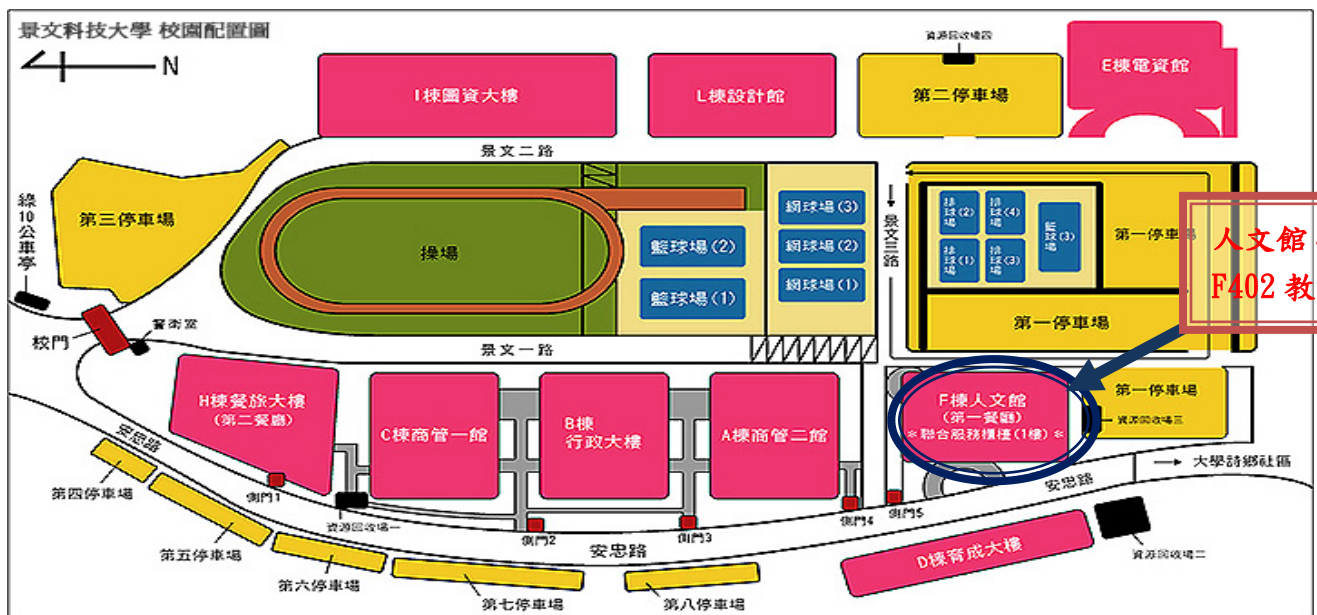 景文科技大學 校園配置圖
N
資源回收場四
I棟圖資大樓
L棟設計館
第二停車場
E棟電資館
景文二路
第三停車場
綠10公車亭
操場
籃球場(2)
籃球場(1)
網球場(3)
網球場(2)
網球場(1)
→景文三路
排球場(2)
排球場(4)
籃球場(3)
排球場(1)
排球場(3)
第一停車場
第一停車場
人文館
F402 教
校門
警衛室
景文一路
H棟餐旅大樓
(第二餐廳)
C棟商管一館
B棟
行政大樓
A棟商管二館
F棟人文館
(第一餐廳)
*聯合服務櫃檯(1樓)*
第一停車場
資源回收場三
安忠路
→ 大學詩鄉社區
安忠路
第四停車場
側門1
資源回收場一
側門2
側門3
側門4
側門5
第五停車場
安忠路
第六停車場
第七停車場
第八停車場
D棟育成大樓
資源回收場二